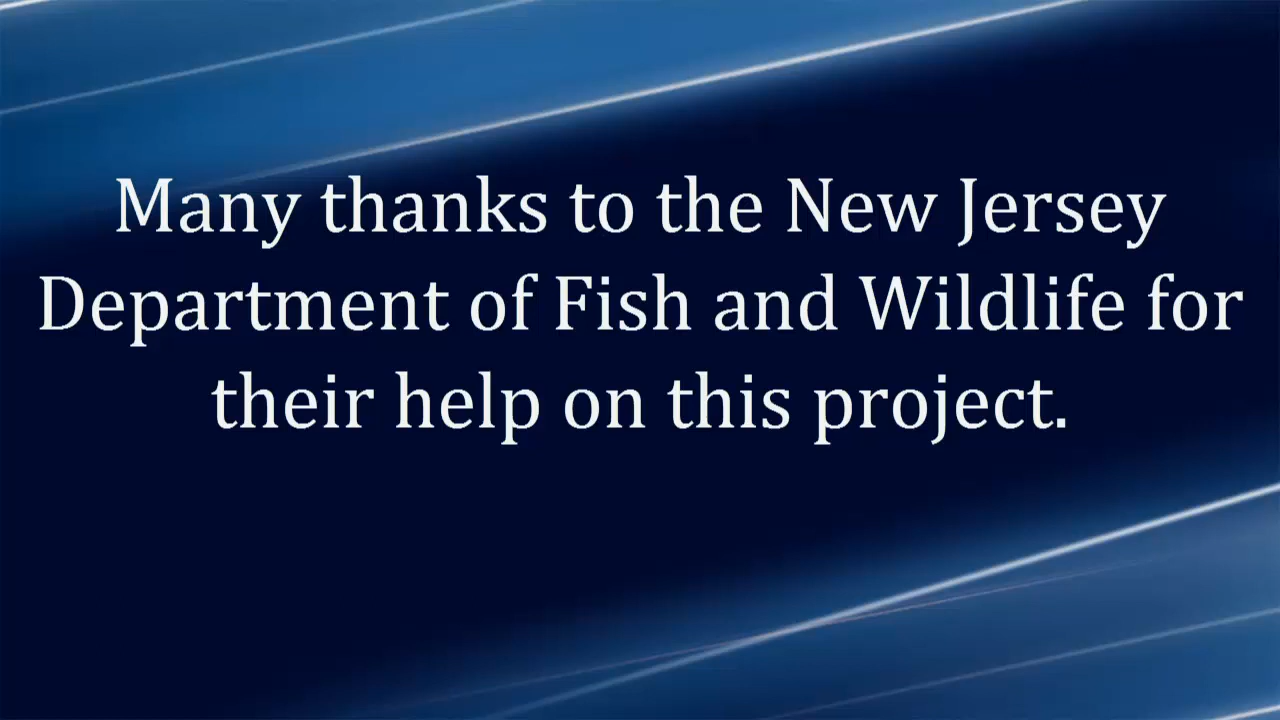 Many thanks to the New Jersey
Department of Fish and Wildlife for
their help on this project.